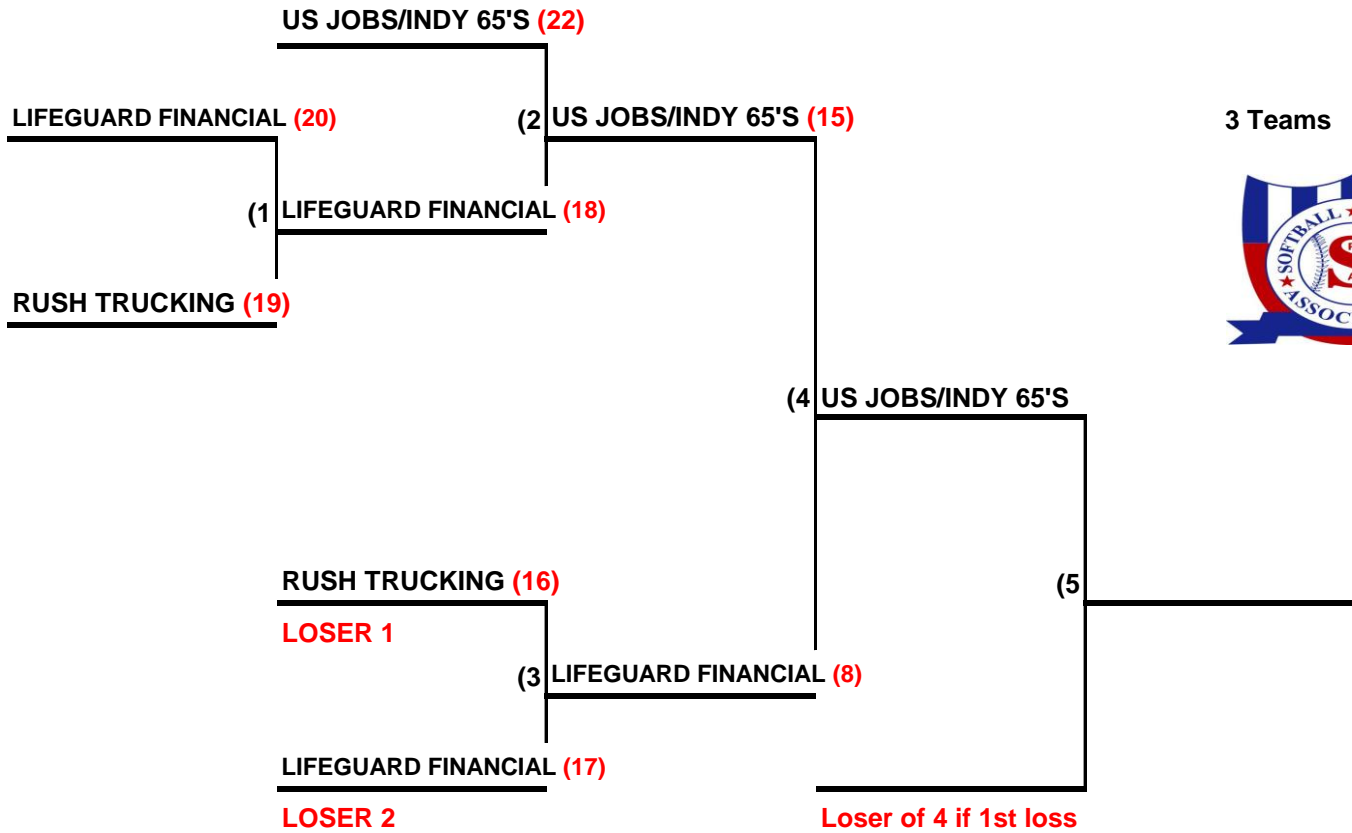 US JOBS/INDY 65'S (22)
LIFEGUARD FINANCIAL (20)
(2 US JOBS/INDY 65'S (15)
3 Teams
(1 LIFEGUARD FINANCIAL (18)
SOFTBALL
RUSH TRUCKING (19)
(4 US JOBS/INDY 65'S
RUSH TRUCKING (16)
(5
LOSER 1
(3 LIFEGUARD FINANCIAL (8)
LIFEGUARD FINANCIAL (17)
LOSER 2
Loser of 4 if 1st loss